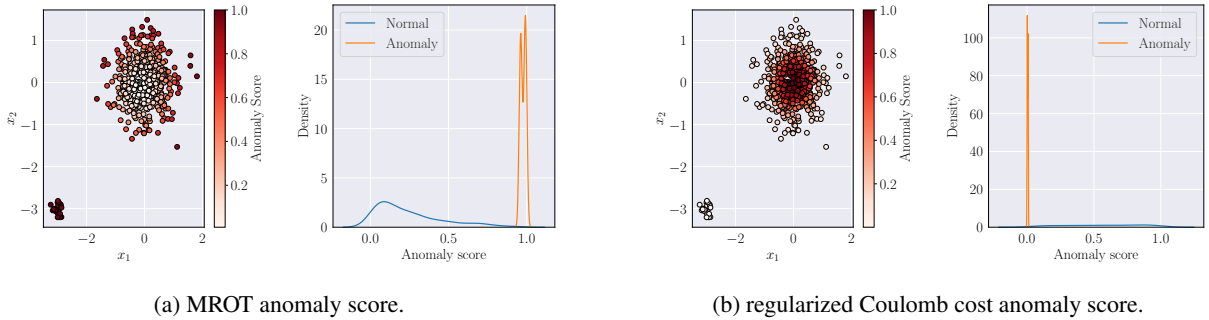 1
0
−1
−2
−3
x2
−2
0
2
x1
1.0
0.8
0.6
0.4
0.2
Anomaly Score
Normal
Anomaly
20
15
10
5
0
Density
0.0
0.5
1.0
Anomaly score
(a) MROT anomaly score.
1
0
−1
−2
−3
x2
−2
0
2
x1
1.0
0.8
0.6
0.4
0.2
Anomaly Score
Normal
Anomaly
100
80
60
40
20
0
Density
0.0
0.5
1.0
Anomaly score
(b) regularized Coulomb cost anomaly score.